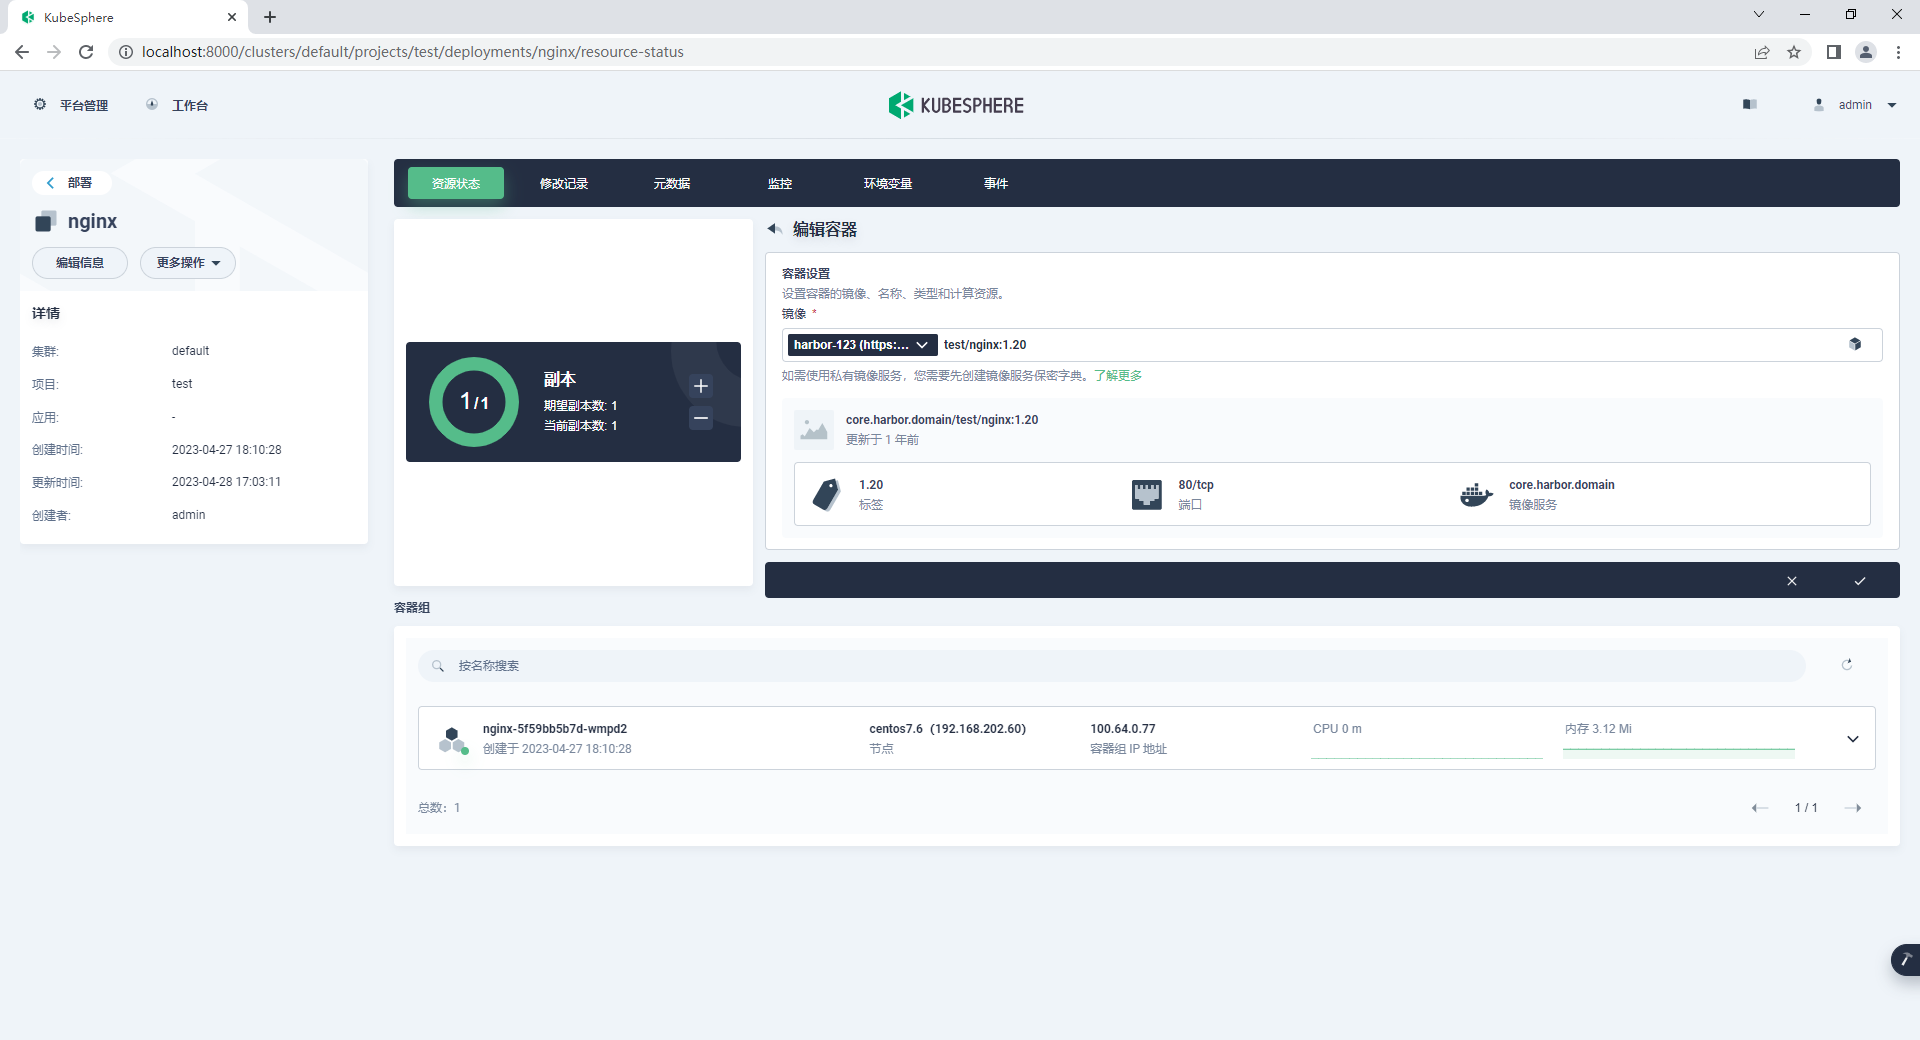 KubeSphere
localhost:8000/clusters/default/projects/test/deployments/nginx/resource-status
平台管理
工作台
KUBESPHERE
admin
部署
nginx
编辑信息
更多操作
详情
集群: default
项目: test
应用: -
创建时间: 2023-04-27 18:10:28
更新时间: 2023-04-28 17:03:11
创建者: admin
资源状态
修改记录
元数据
监控
环境变量
事件
1/1
副本
期望副本数: 1
当前副本数: 1
编辑容器
容器设置
设置容器的镜像、名称、类型和计算资源。
镜像 *
harbor-123 (https:... test/nginx:1.20
如需使用私有镜像服务，您需要先创建镜像服务保密字典。了解更多
core.harbor.domain/test/nginx:1.20
更新于 1 年前
1.20
标签
80/tcp
端口
core.harbor.domain
镜像服务
容器组
按名称搜索
nginx-5f59bb5b7d-wmpd2
创建于 2023-04-27 18:10:28
centos7.6（192.168.202.60）
节点
100.64.0.77
容器组 IP 地址
CPU 0 m
内存 3.12 Mi
总数：1
1 / 1